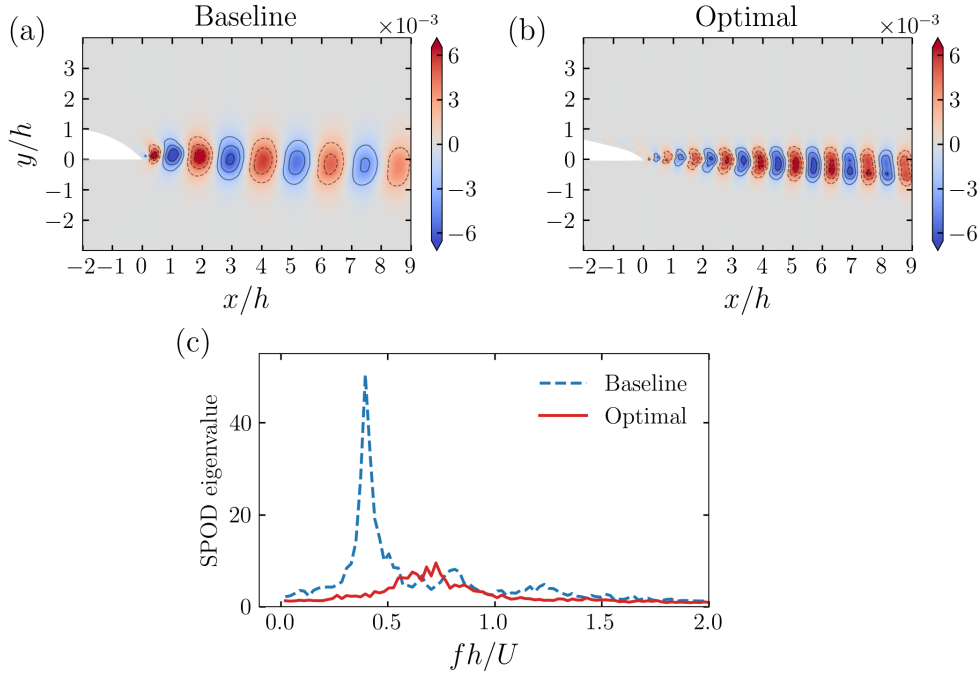 (a) Baseline ×10⁻³
3
2
1
0
−1
−2
y/h
−2 −1 0 1 2 3 4 5 6 7 8 9
x/h
6
3
0
−3
−6
(b) Optimal ×10⁻³
3
2
1
0
−1
−2
−2 −1 0 1 2 3 4 5 6 7 8 9
x/h
6
3
0
−3
−6
(c)
SPOD eigenvalue
40
20
0
0.0 0.5 1.0 1.5 2.0
fh/U
Baseline
Optimal